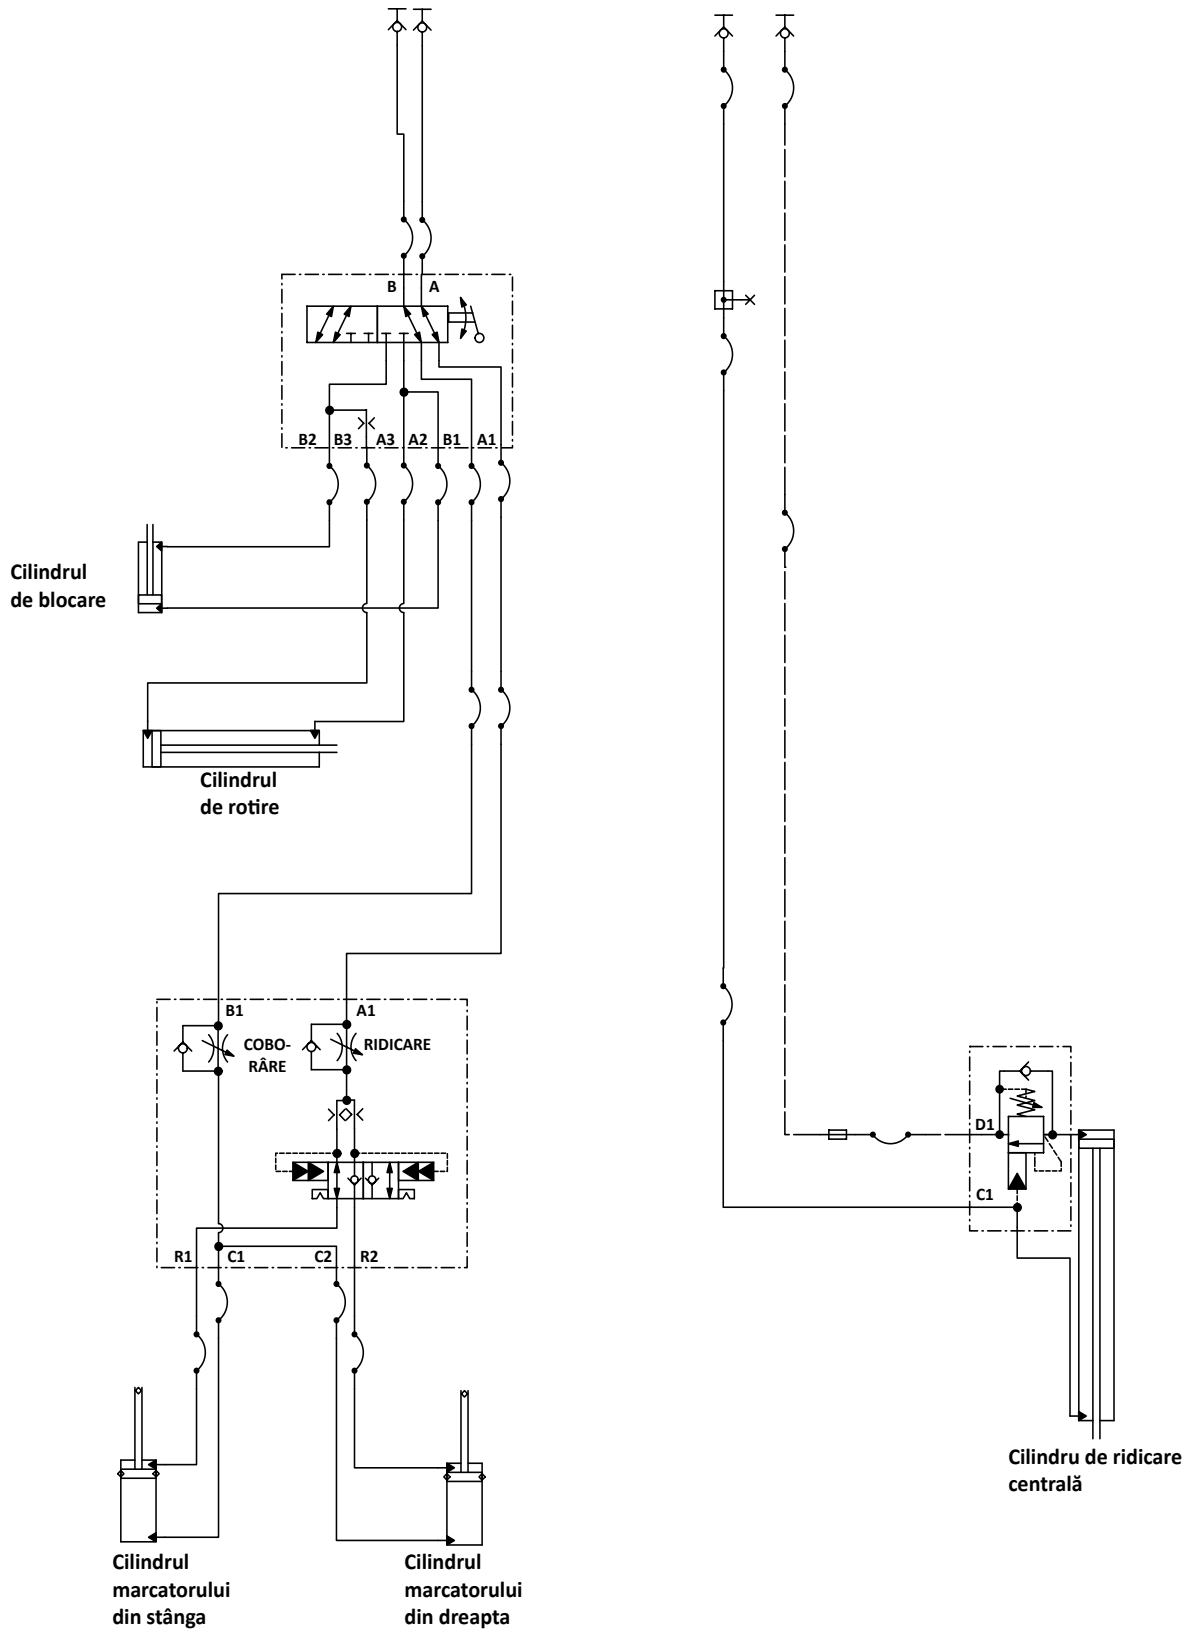 B A
B2 B3 A3 A2 B1 A1
Cilindrul
de blocare
Cilindrul
de rotire
B1 A1
COBO-
RÂRE
RIDICARE
R1 C1 C2 R2
Cilindrul
marcatorului
din stânga
Cilindrul
marcatorului
din dreapta
D1
C1
Cilindru de ridicare
centrală